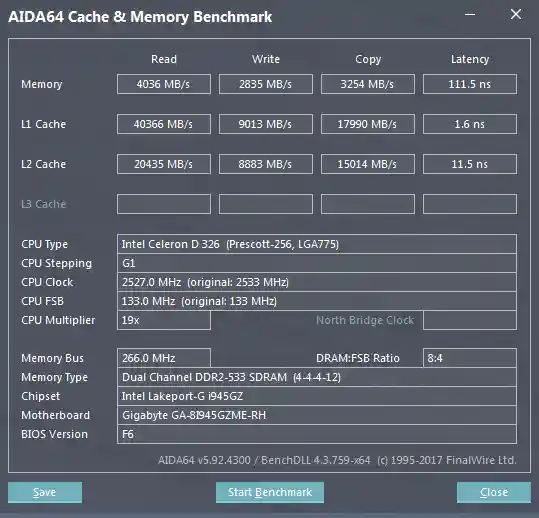 AIDA64 Cache & Memory Benchmark
Read Write Copy Latency
Memory 4036 MB/s 2835 MB/s 3254 MB/s 111.5 ns
L1 Cache 40366 MB/s 9013 MB/s 17990 MB/s 1.6 ns
L2 Cache 20435 MB/s 8883 MB/s 15014 MB/s 11.5 ns
L3 Cache
CPU Type Intel Celeron D 326 (Prescott-256, LGA775)
CPU Stepping G1
CPU Clock 2527.0 MHz (original: 2533 MHz)
CPU FSB 133.0 MHz (original: 133 MHz)
CPU Multiplier 19x North Bridge Clock
Memory Bus 266.0 MHz DRAM:FSB Ratio 8:4
Memory Type Dual Channel DDR2-533 SDRAM (4-4-4-12)
Chipset Intel Lakeport-G i945GZ
Motherboard Gigabyte GA-8I945GZME-RH
BIOS Version F6
AIDA64 v5.92.4300 / BenchDLL 4.3.759-x64 (c) 1995-2017 FinalWire Ltd.
Save Start Benchmark Close